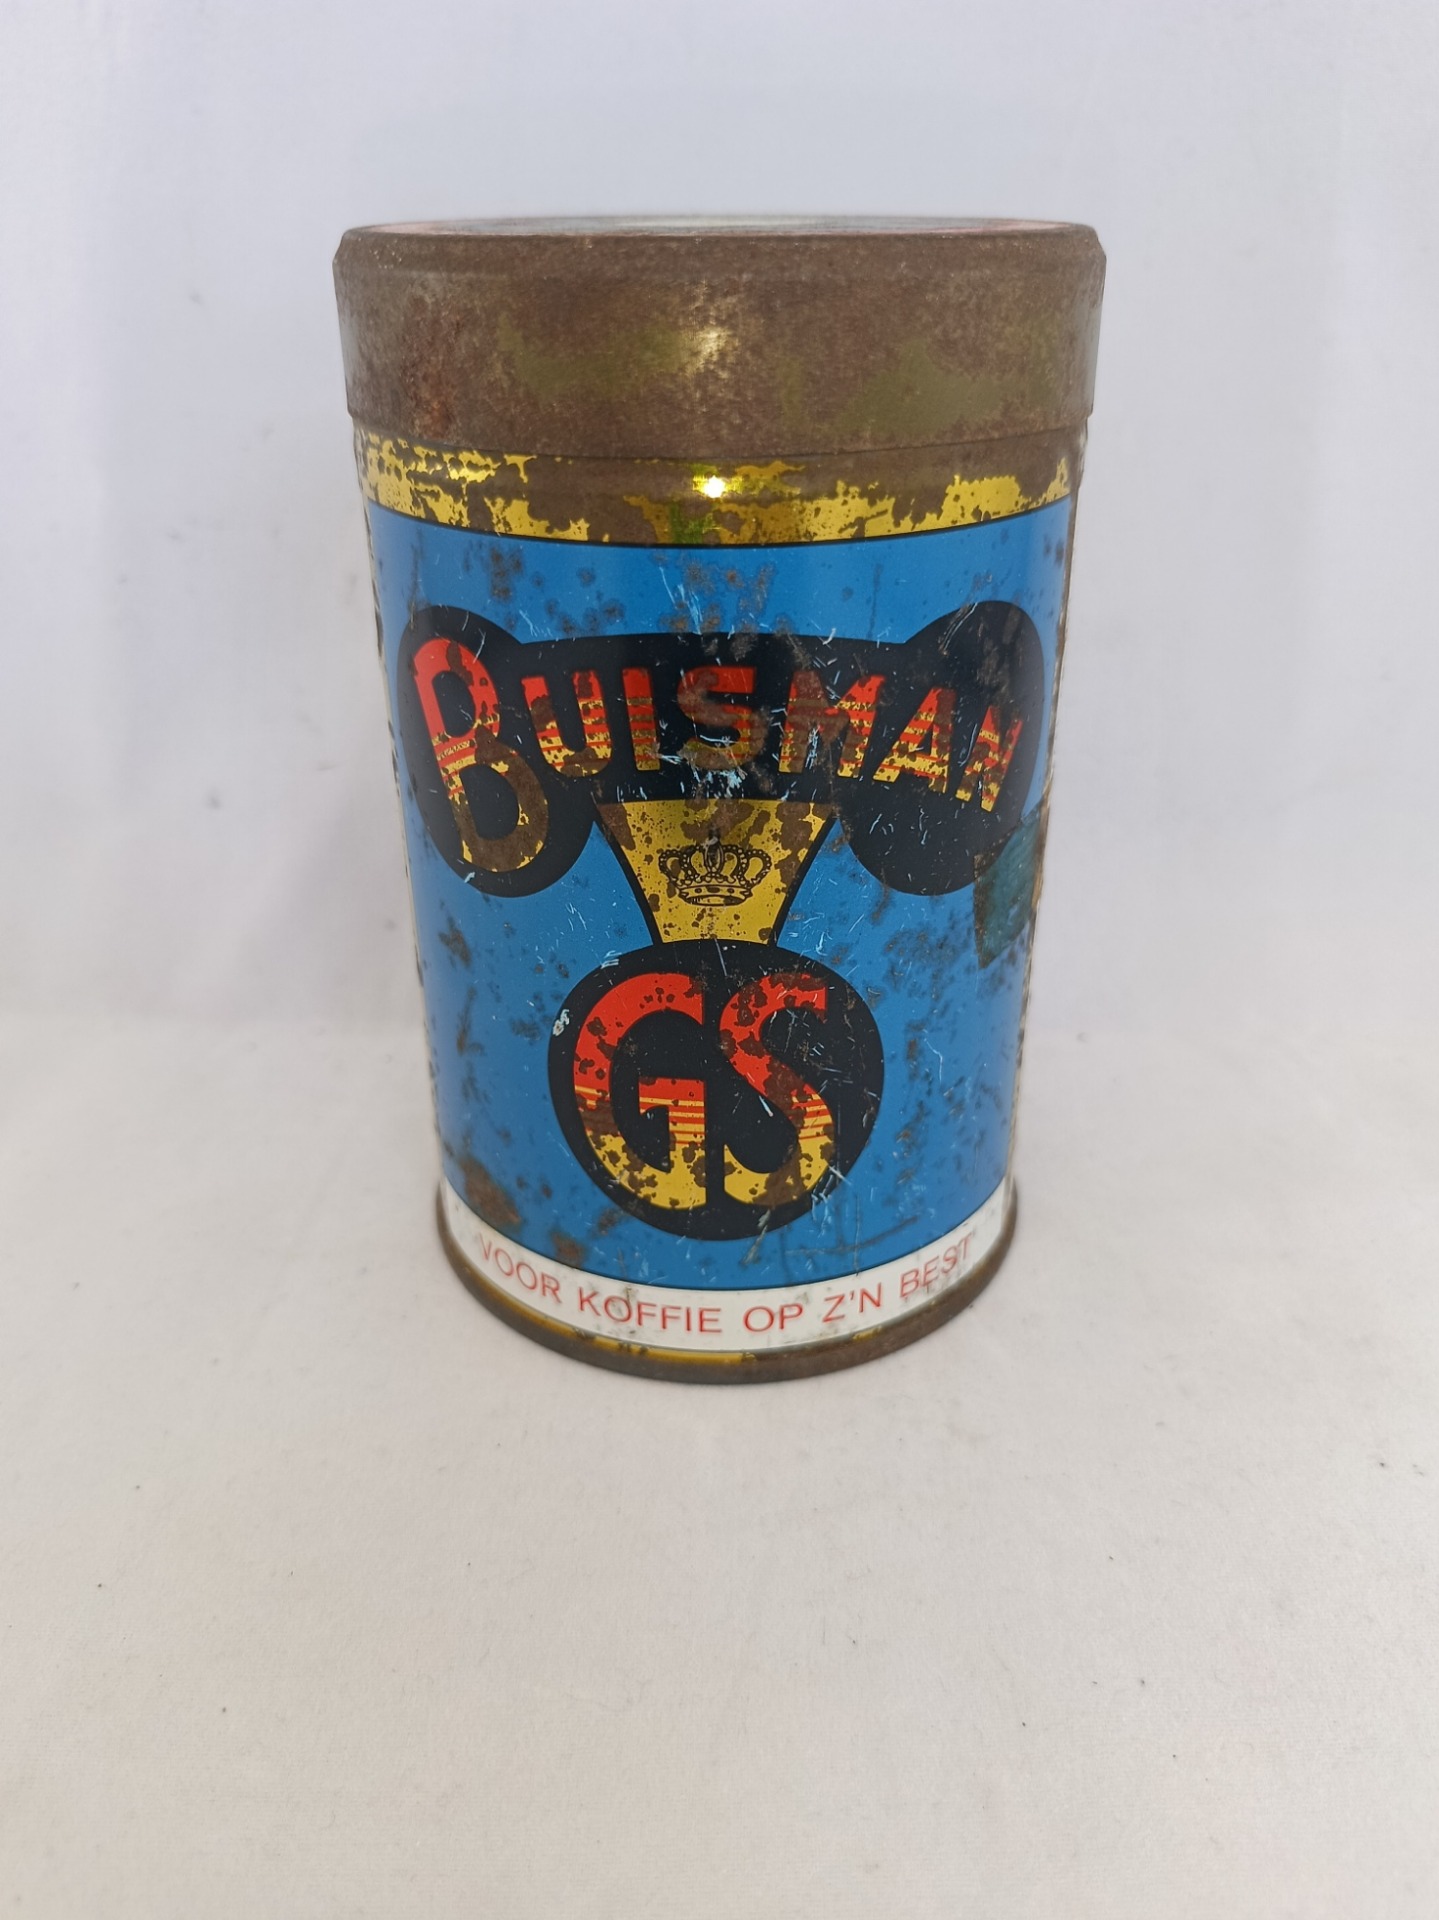 BUISMAN
GS
VOOR KOFFIE OP Z'N BEST